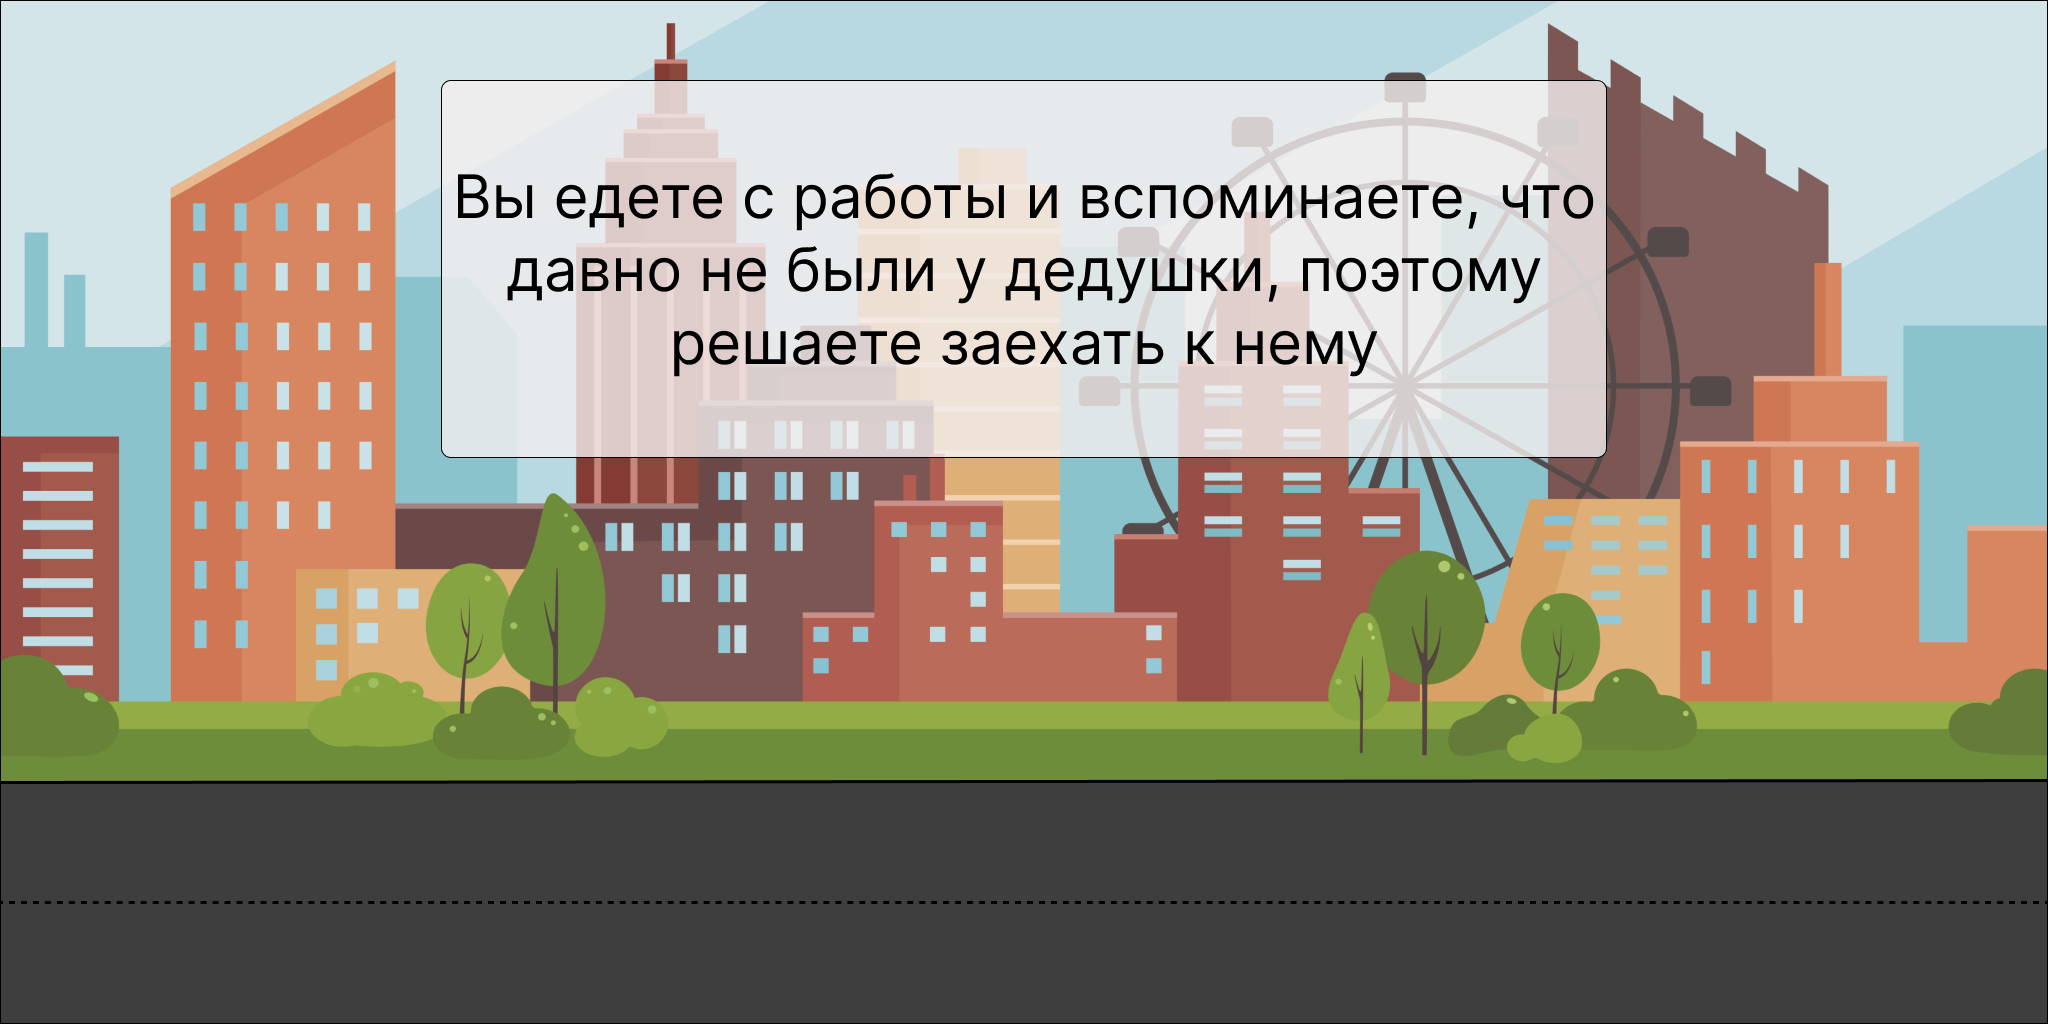 Вы едете с работы и вспоминаете, что
давно не были у дедушки, поэтому
решаете заехать к нему